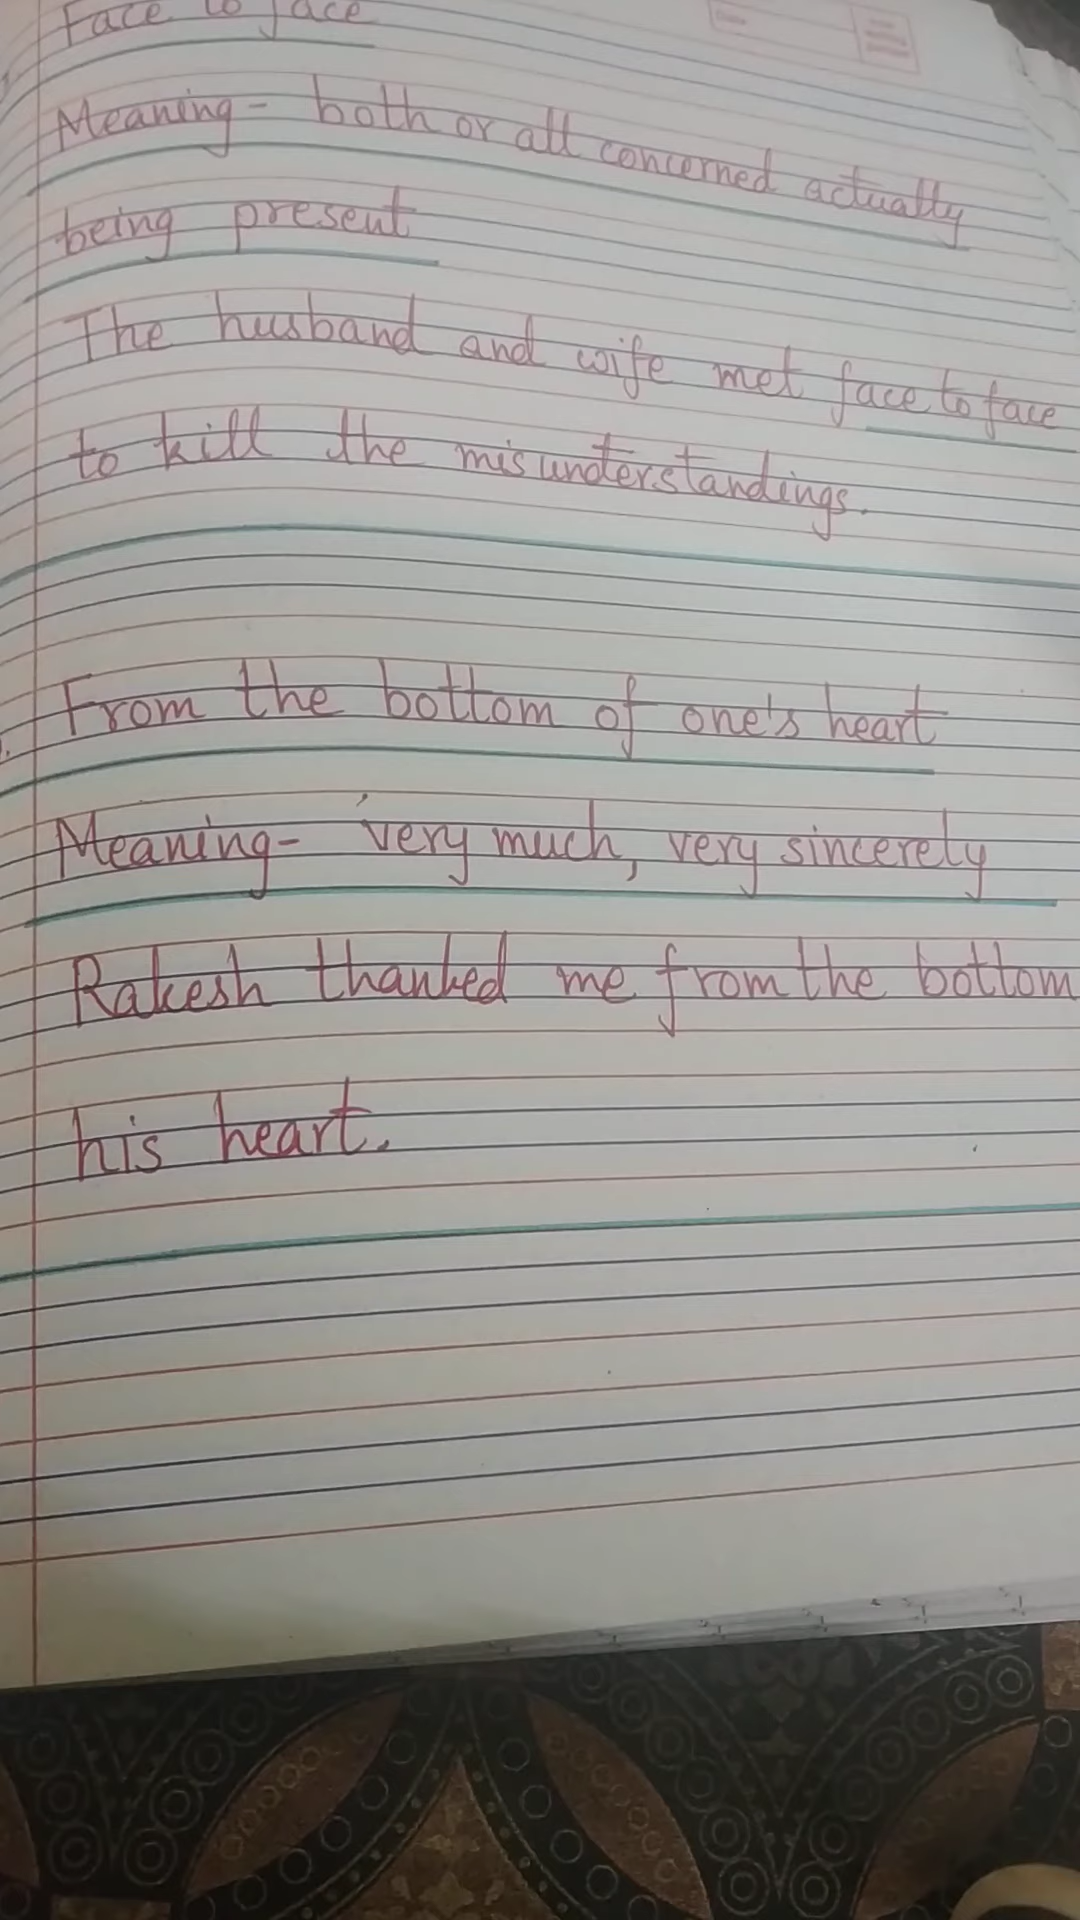 Face to face
Meaning- both or all concerned actually
being present
The husband and wife met face to face
to kill the misunderstandings.
From the bottom of one's heart
Meaning- very much, very sincerely
Rakesh thanked me from the bottom
his heart.